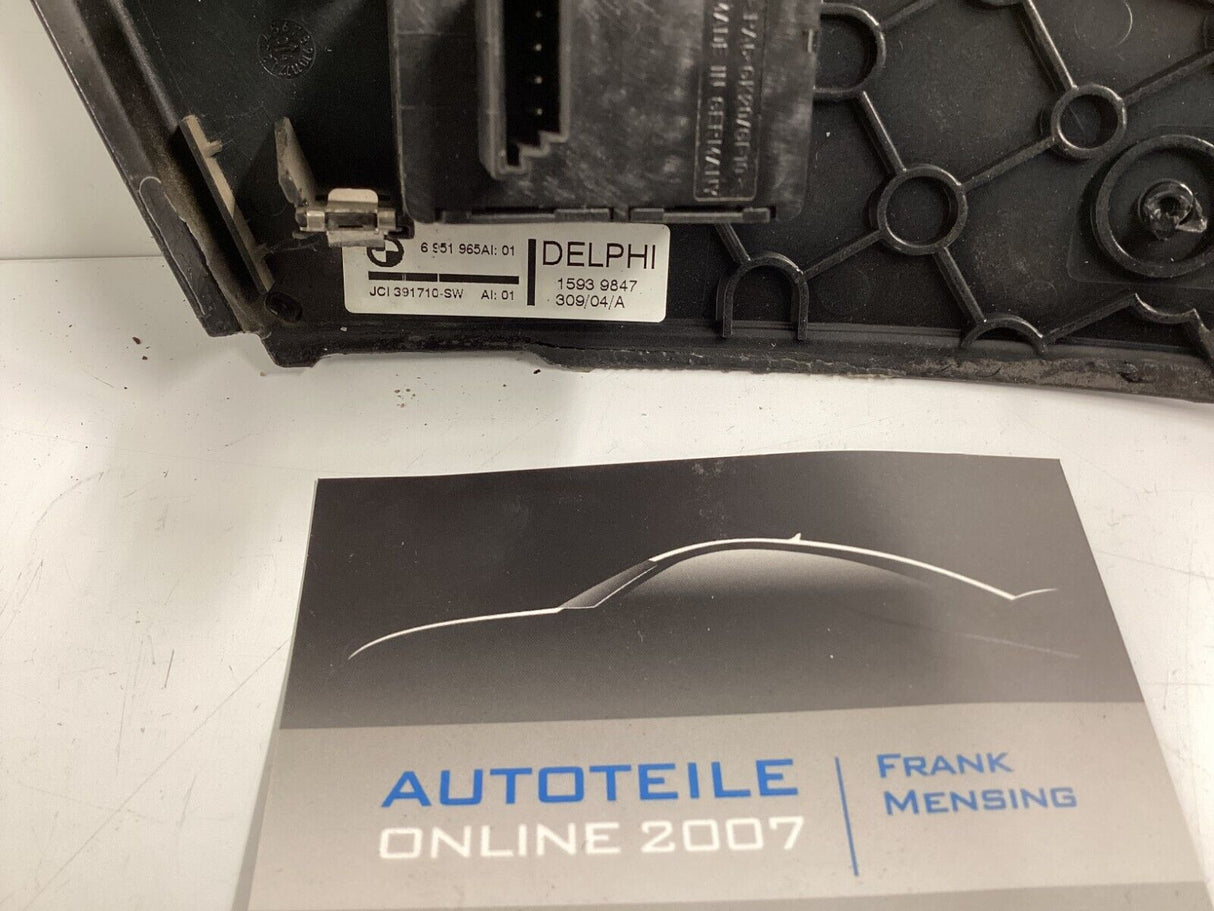 MADE IN GERMANY
6 951 965AI: 01
JCI 391710-SW AI: 01
DELPHI
1593 9847
309/04/A
AUTOTEILE
ONLINE 2007
FRANK
MENSING